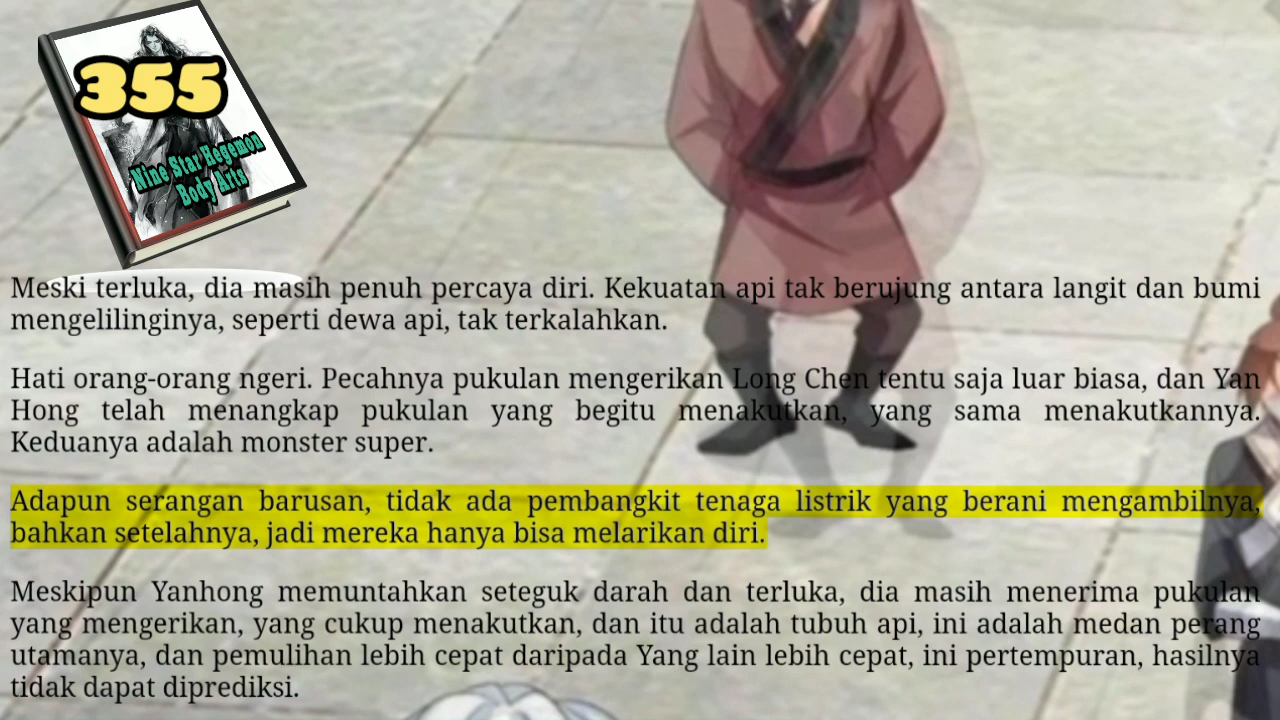 355
Nine Star Hegemon
Body Arts
Meski terluka, dia masih penuh percaya diri. Kekuatan api tak berujung antara langit dan bumi
mengelilinginya, seperti dewa api, tak terkalahkan.
Hati orang-orang ngeri. Pecahnya pukulan mengerikan Long Chen tentu saja luar biasa, dan Yan
Hong telah menangkap pukulan yang begitu menakutkan, yang sama menakutkannya.
Keduanya adalah monster super.
Adapun serangan barusan, tidak ada pembangkit tenaga listrik yang berani mengambilnya,
bahkan setelahnya, jadi mereka hanya bisa melarikan diri.
Meskipun Yanhong memuntahkan seteguk darah dan terluka, dia masih menerima pukulan
yang mengerikan, yang cukup menakutkan, dan itu adalah tubuh api, ini adalah medan perang
utamanya, dan pemulihan lebih cepat daripada Yang lain lebih cepat, ini pertempuran, hasilnya
tidak dapat diprediksi.